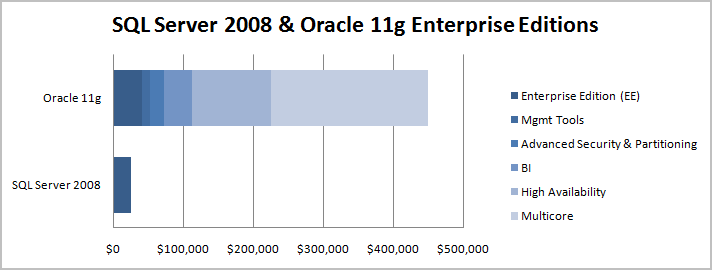 SQL Server 2008 & Oracle 11g Enterprise Editions
Oracle 11g
SQL Server 2008
$0 $100,000 $200,000 $300,000 $400,000 $500,000
Enterprise Edition (EE)
Mgmt Tools
Advanced Security & Partitioning
BI
High Availability
Multicore